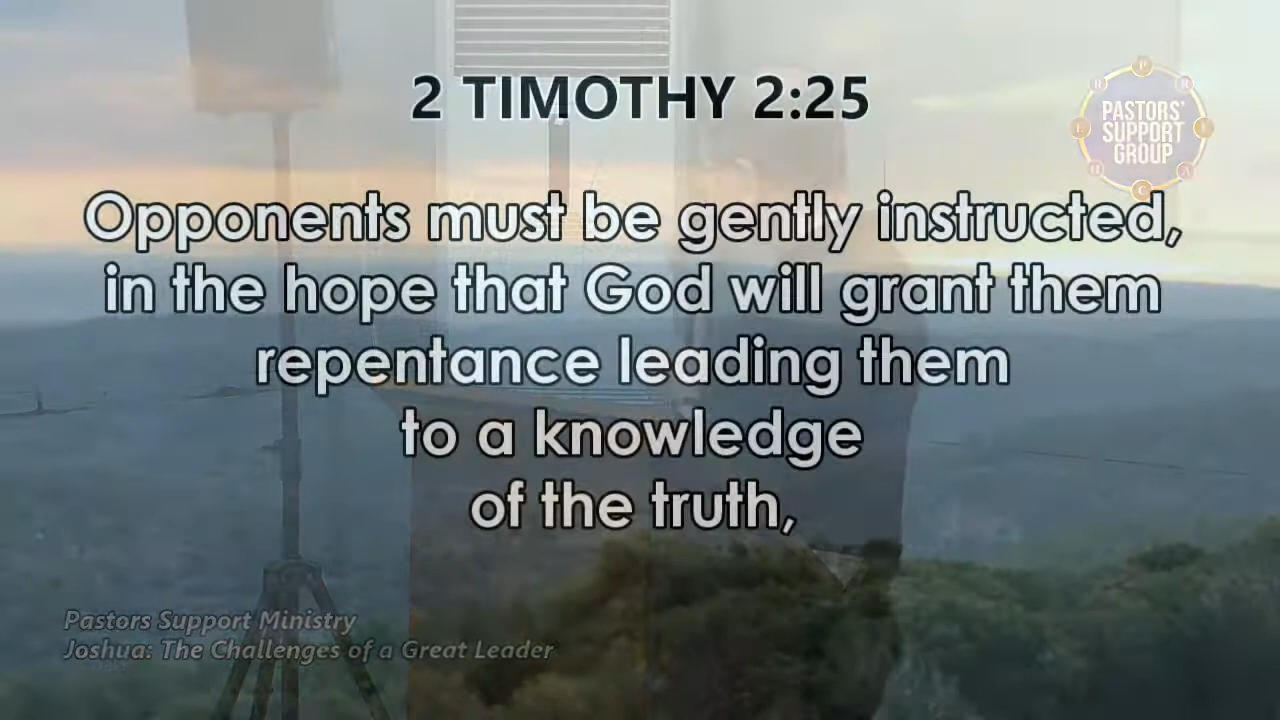 2 TIMOTHY 2:25
PASTORS'
SUPPORT
GROUP
Opponents must be gently instructed,
in the hope that God will grant them
repentance leading them
to a knowledge
of the truth,
Pastors Support Ministry
Joshua: The Challenges of a Great Leader